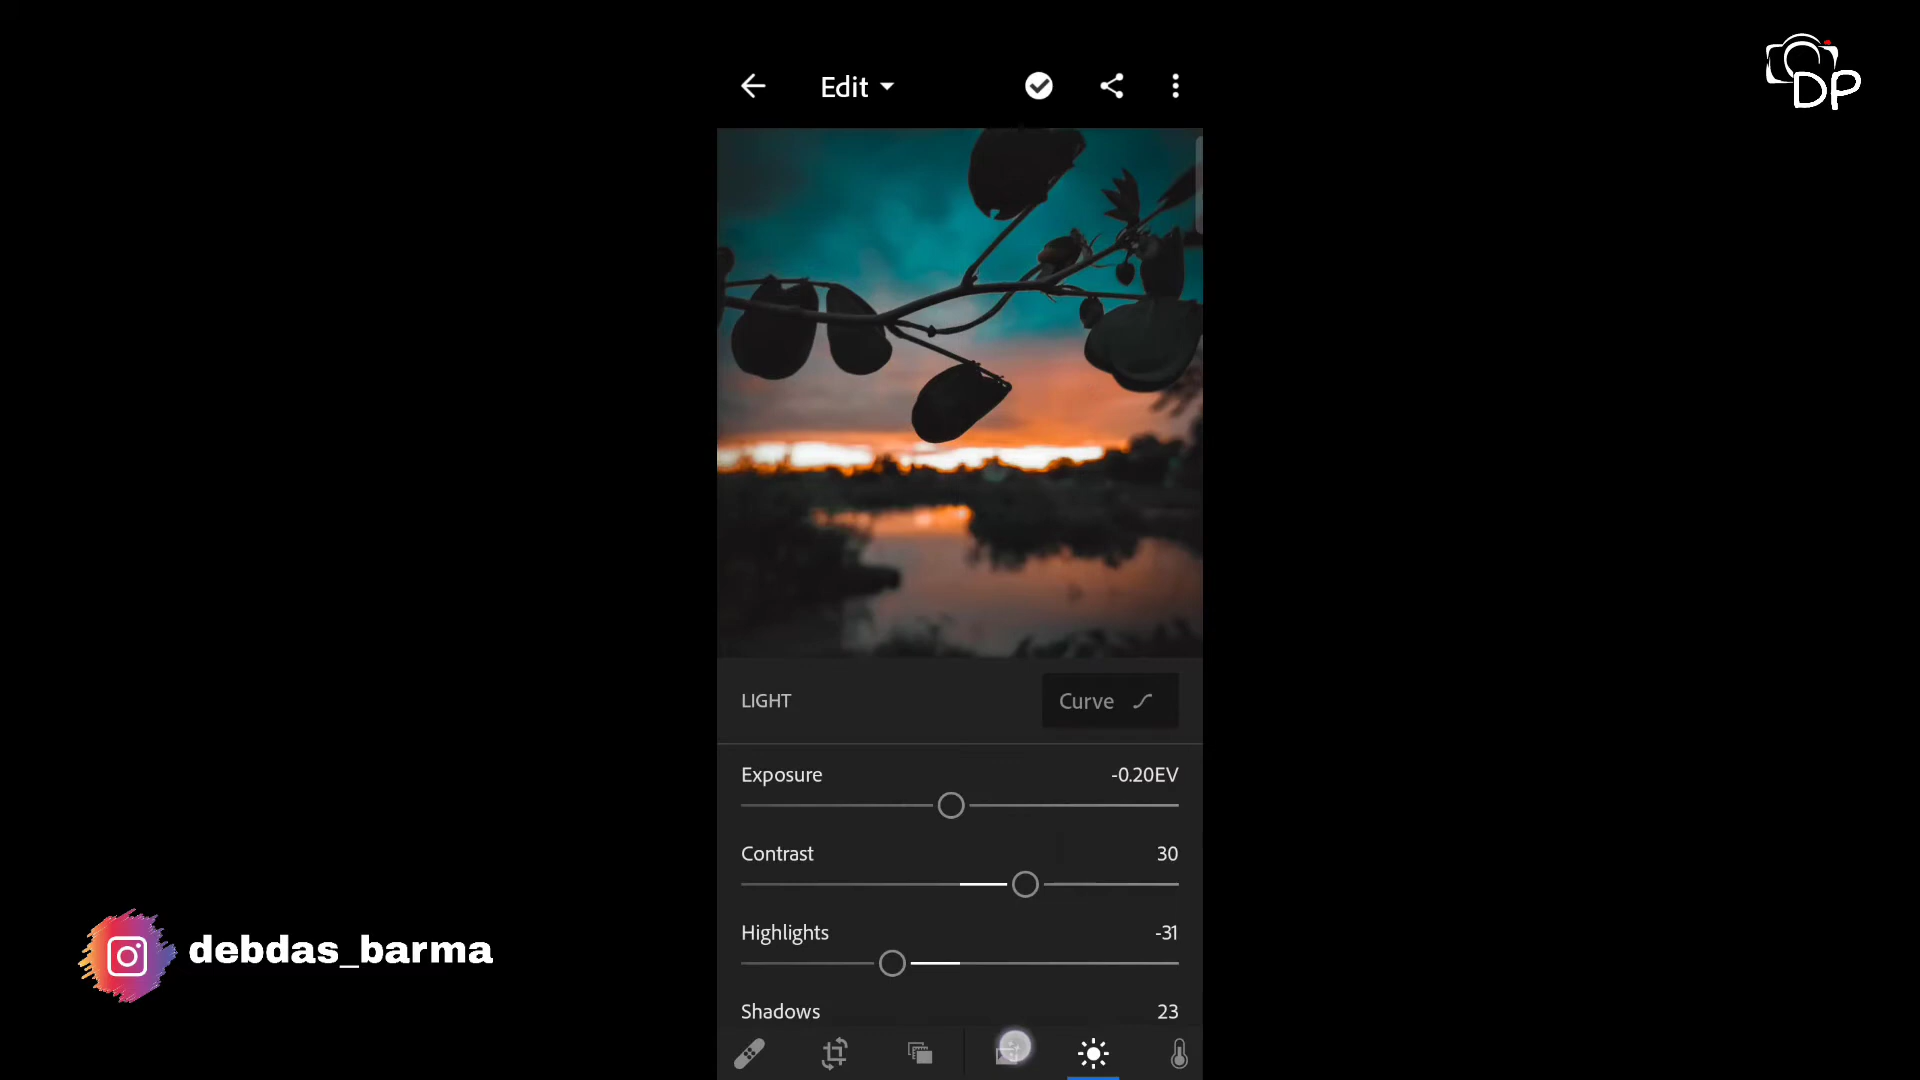 Edit
DP
LIGHT
Curve
Exposure -0.20EV
Contrast 30
Highlights -31
Shadows 23
debdas_barma